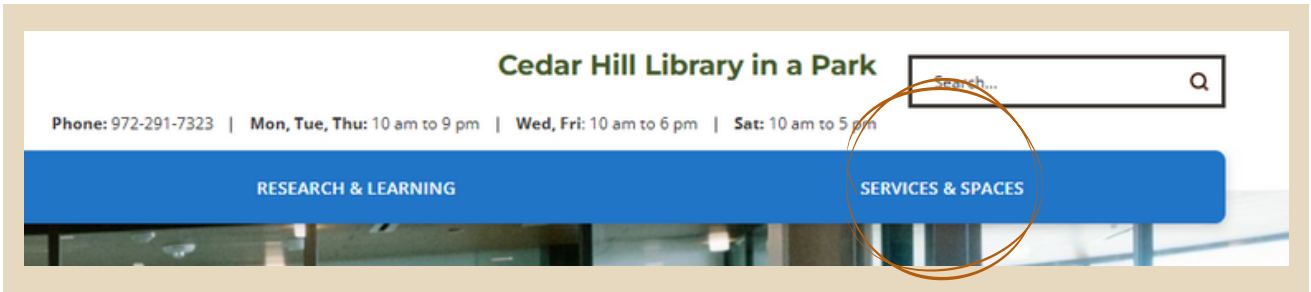 Cedar Hill Library in a Park
Search...
Phone: 972-291-7323 | Mon, Tue, Thu: 10 am to 9 pm | Wed, Fri: 10 am to 6 pm | Sat: 10 am to 5 pm
RESEARCH & LEARNING
SERVICES & SPACES